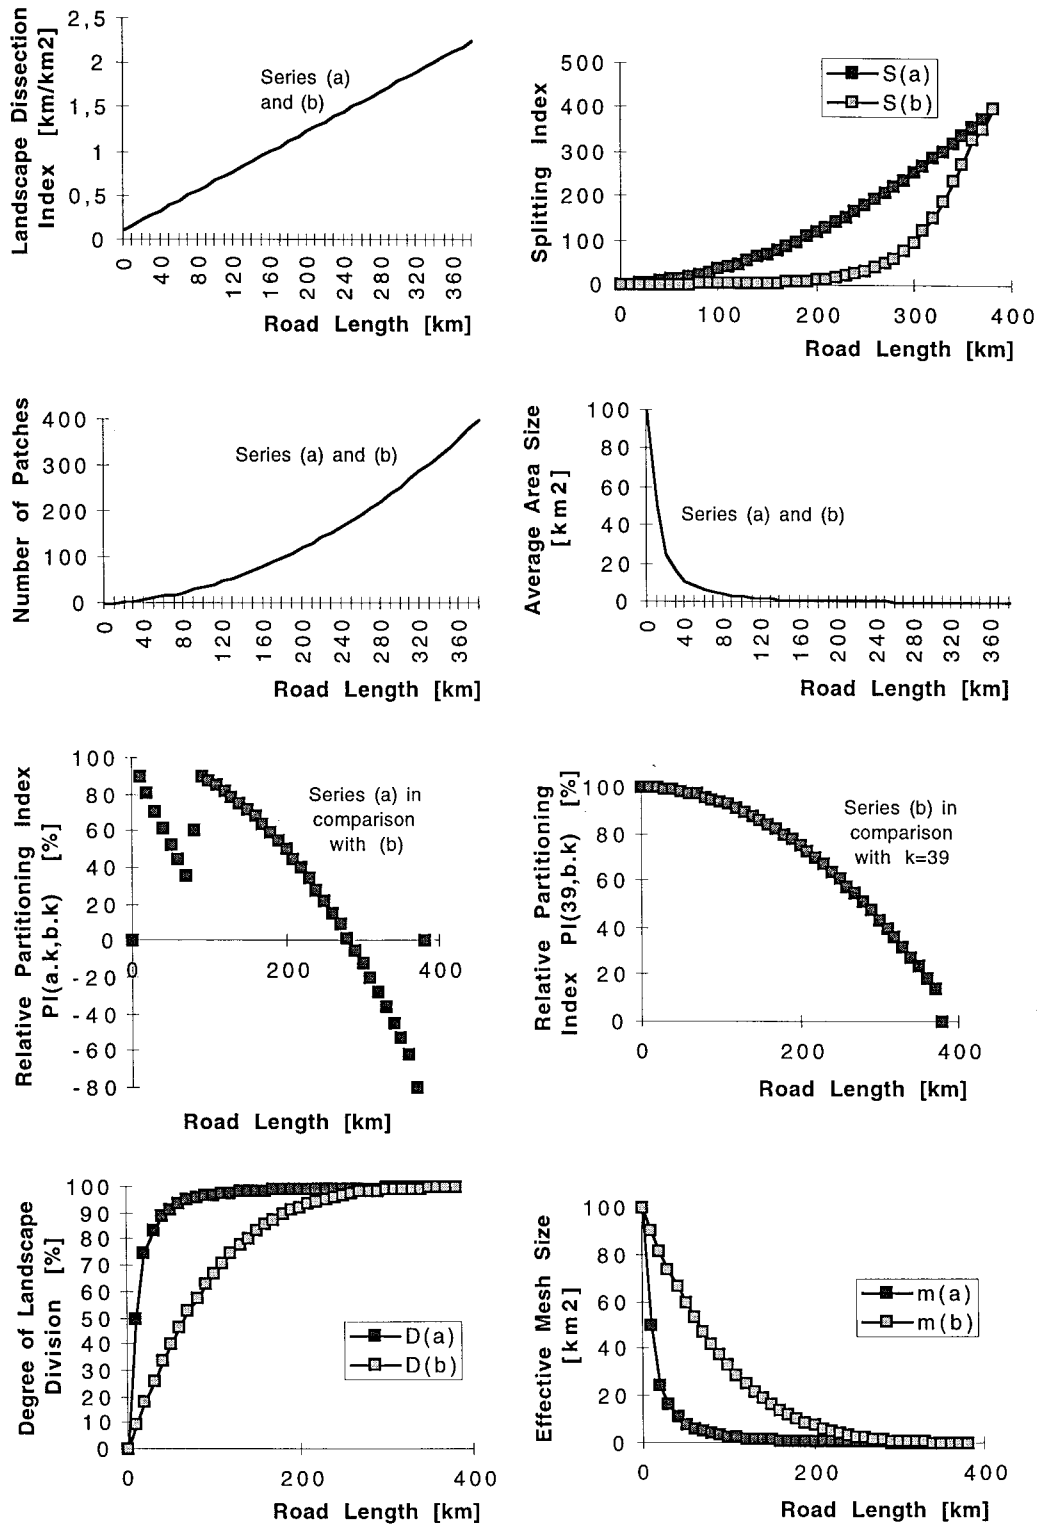 Landscape Dissection
Index [km/km2]
2,5
2
1,5
1
0,5
0
Series (a)
and (b)
0 40 80 120 160 200 240 280 320 360
Road Length [km]
Splitting Index
500
400
300
200
100
0
S(a)
S(b)
0 100 200 300 400
Road Length [km]
Number of Patches
400
300
200
100
0
Series (a) and (b)
0 40 80 120 160 200 240 280 320 360
Road Length [km]
Average Area Size
[km2]
100
80
60
40
20
0
Series (a) and (b)
0 40 80 120 160 200 240 280 320 360
Road Length [km]
Relative Partitioning Index
PI(a.k,b.k) [%]
100
80
60
40
20
0
-20
-40
-60
-80
Series (a) in
comparison
with (b)
0 200 400
Road Length [km]
Relative Partitioning
Index PI(39,b.k) [%]
100
80
60
40
20
0
Series (b) in
comparison
with k=39
0 200 400
Road Length [km]
Degree of Landscape
Division [%]
100
90
80
70
60
50
40
30
20
10
0
D(a)
D(b)
0 200 400
Road Length [km]
Effective Mesh Size
[km2]
100
80
60
40
20
0
m(a)
m(b)
0 200 400
Road Length [km]